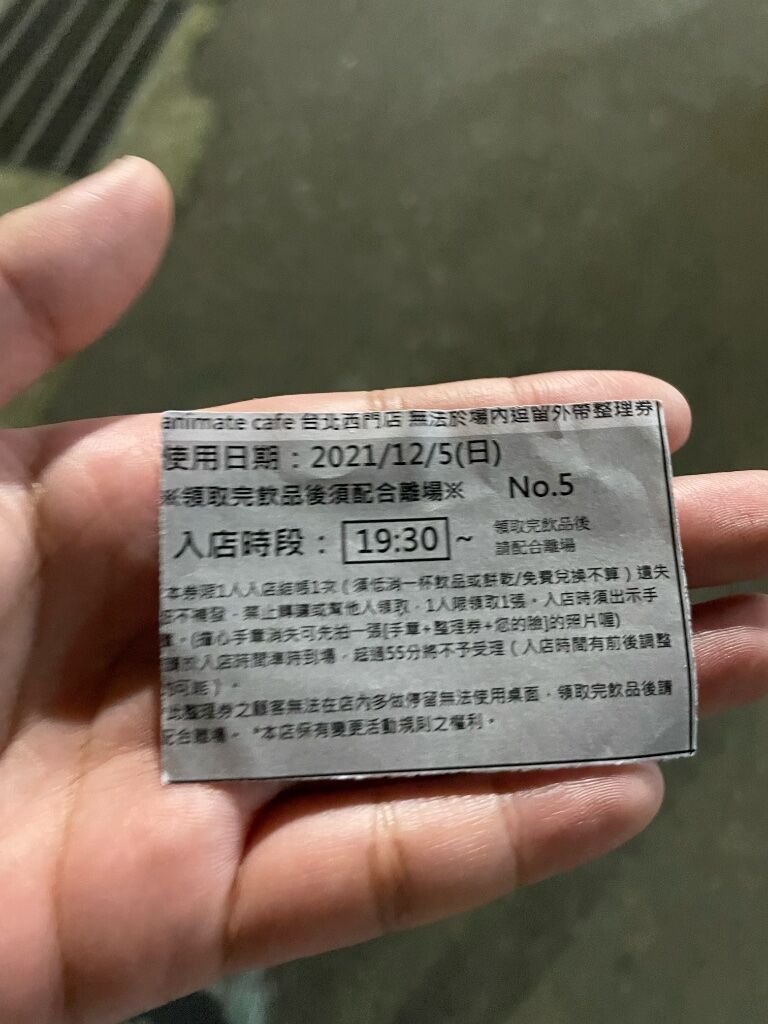 animate cafe 台北西門店 無法於場內逗留外帶整理券
使用日期：2021/12/5(日)
※領取完飲品後須配合離場※ No.5
入店時段： 19:30 ~ 領取完飲品後
請配合離場
本券限1人入店結帳1次（須低消一杯飲品或餅乾/免費兌換不算）遺失
不補發，禁止轉讓或幫他人領取，1人限領取1張。入店時須出示手
章。(擔心手章消失可先拍一張[手章+整理券+您的臉]的照片喔)
請於入店時間準時到場，超過55分將不予受理（入店時間有前後調整
的可能）。
*此整理券之顧客無法在店內多做停留無法使用桌面，領取完飲品後請
配合離場。 *本店保有變更活動規則之權利。